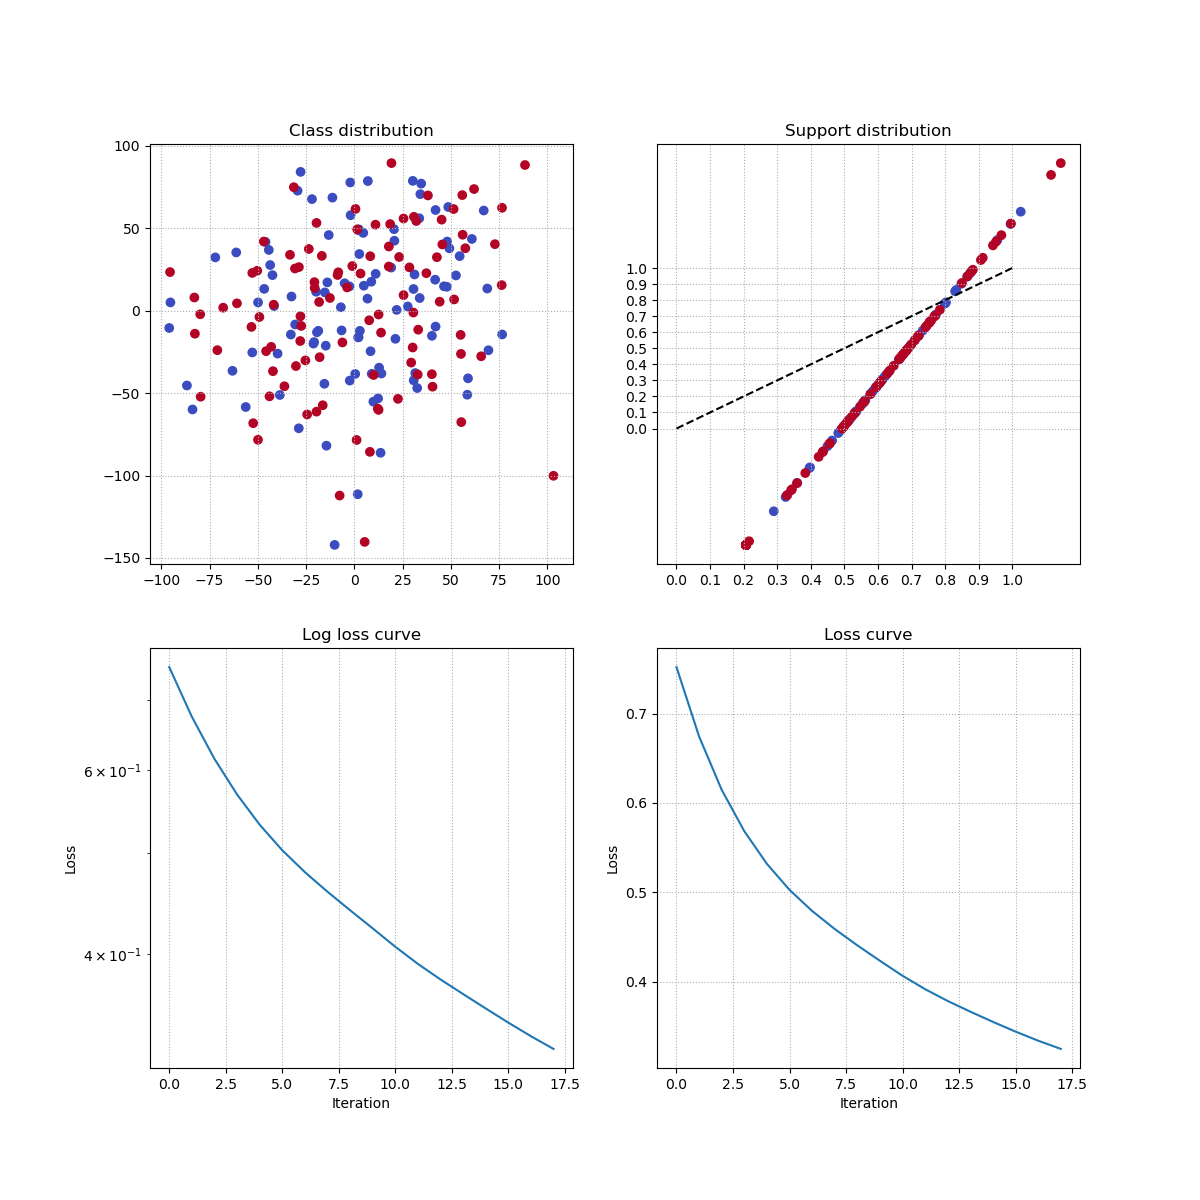 Class distribution
100
50
0
−50
−100
−150
−100 −75 −50 −25 0 25 50 75 100
Support distribution
1.0
0.9
0.8
0.7
0.6
0.5
0.4
0.3
0.2
0.1
0.0
0.0 0.1 0.2 0.3 0.4 0.5 0.6 0.7 0.8 0.9 1.0
Log loss curve
6 × 10⁻¹
4 × 10⁻¹
Loss
0.0 2.5 5.0 7.5 10.0 12.5 15.0 17.5
Iteration
Loss curve
0.7
0.6
0.5
0.4
Loss
0.0 2.5 5.0 7.5 10.0 12.5 15.0 17.5
Iteration